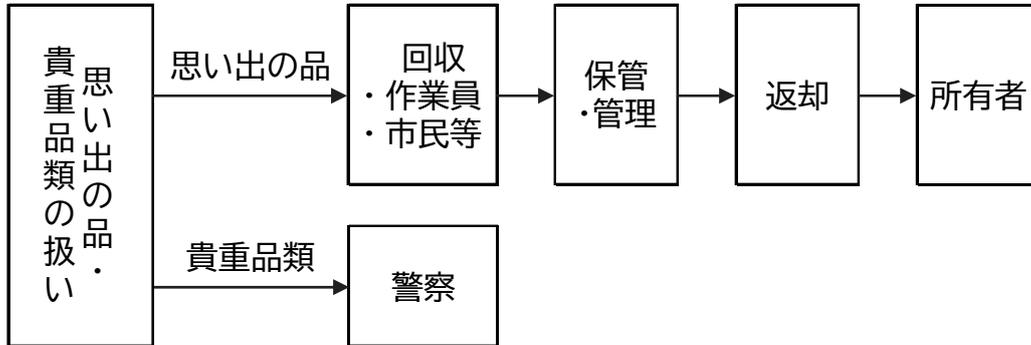 思い出の品・
貴重品類の扱い
思い出の品
回収
・作業員
・市民等
保管
・管理
返却
所有者
貴重品類
警察